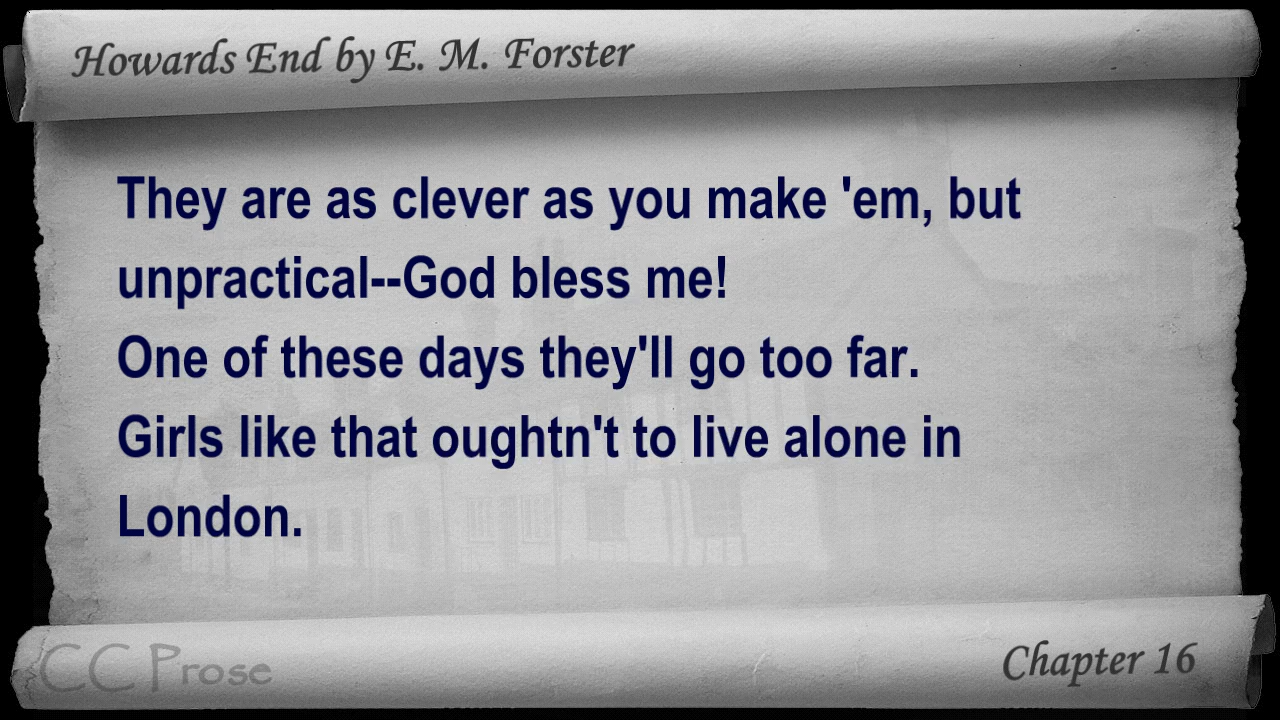 Howards End by E. M. Forster
They are as clever as you make 'em, but
unpractical--God bless me!
One of these days they'll go too far.
Girls like that oughtn't to live alone in
London.
CC Prose
Chapter 16